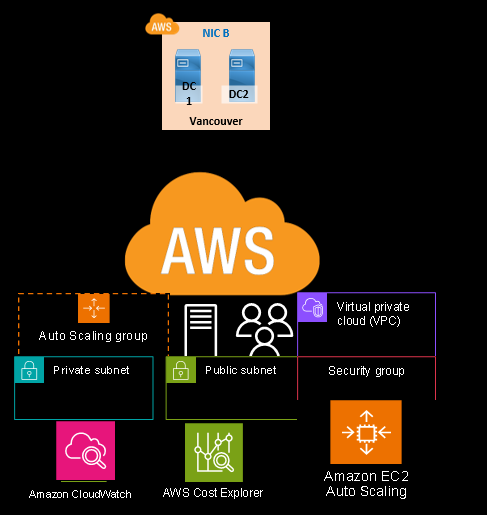 AWS
NIC B
DC
1
DC2
Vancouver
AWS
Auto Scaling group
Virtual private
cloud (VPC)
Private subnet
Public subnet
Security group
Amazon CloudWatch
AWS Cost Explorer
Amazon EC2
Auto Scaling